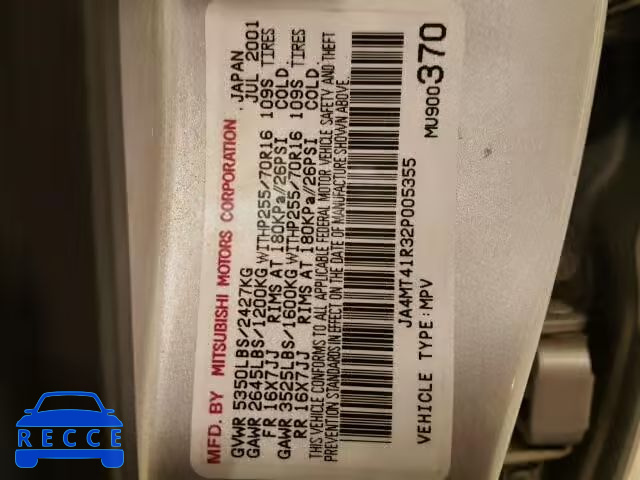 MFD. BY MITSUBISHI MOTORS CORPORATION, JAPAN
GVWR 5350LBS/2427KG JUL 2001
GAWR 2645LBS/1200KG WITHP255/70R16 109S TIRES
FR 16X7JJ RIMS AT 180KPa//26PSI COLD.
GAWR 3525LBS/1600KG WITHP255/70R16 109S TIRES
RR 16X7JJ RIMS AT 180KPa//26PSI COLD.
THIS VEHICLE CONFORMS TO ALL APPLICABLE FEDERAL MOTOR VEHICLE SAFETY AND THEFT
PREVENTION STANDARDS IN EFFECT ON THE DATE OF MANUFACTURE SHOWN ABOVE.
JA4MT41R32P005355
VEHICLE TYPE:MPV MU900370
RECCE